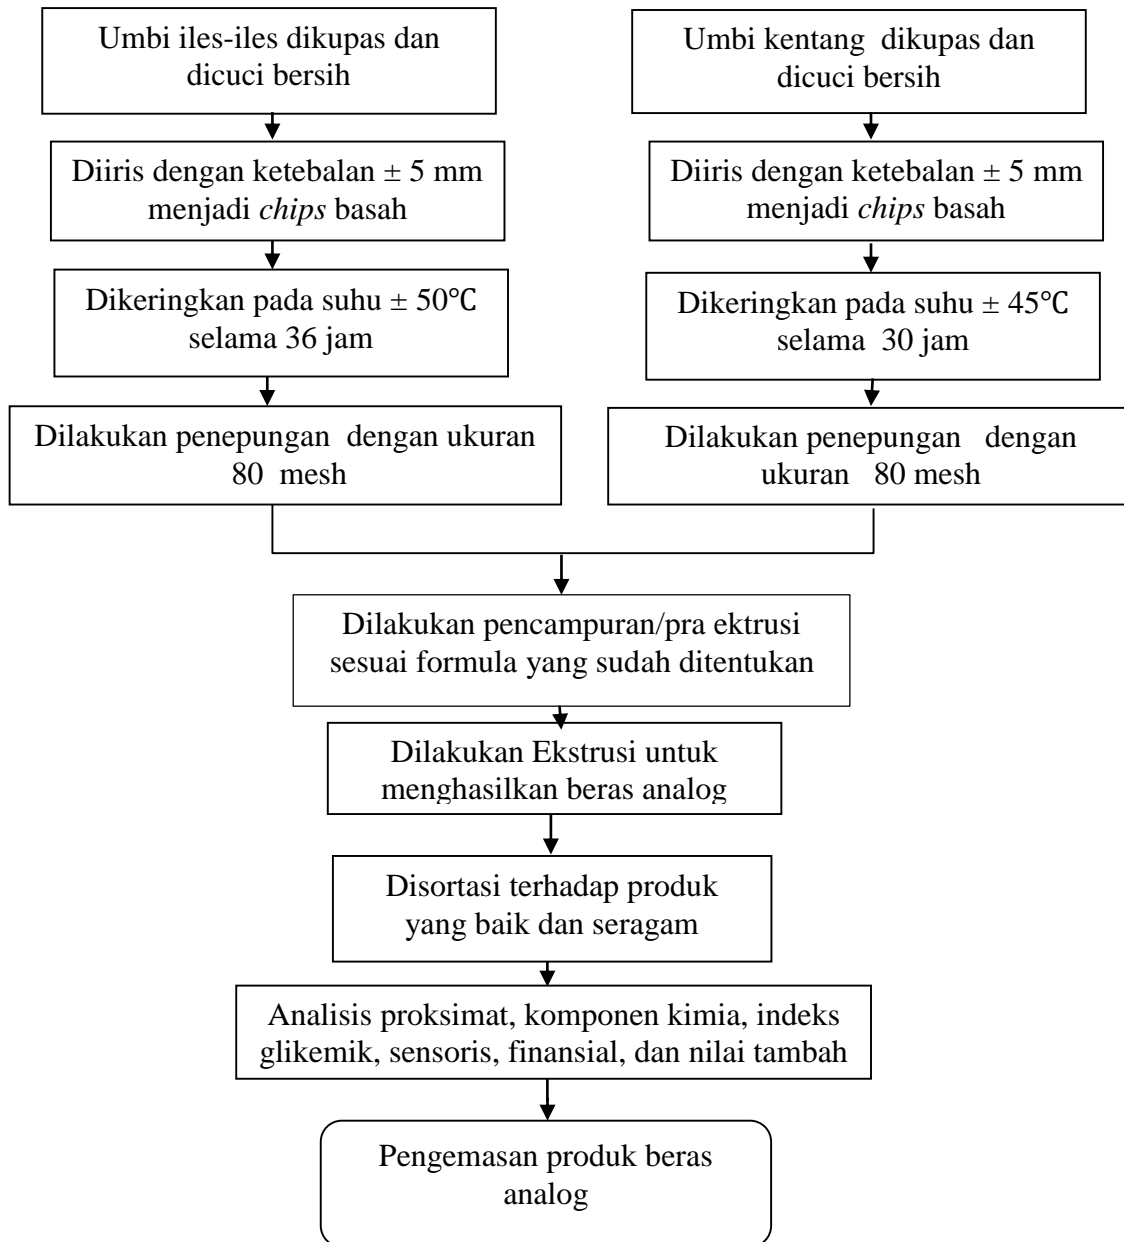 Umbi iles-iles dikupas dan
dicuci bersih
Diiris dengan ketebalan ± 5 mm
menjadi chips basah
Dikeringkan pada suhu ± 50°C
selama 36 jam
Dilakukan penepungan dengan ukuran
80 mesh
Umbi kentang dikupas dan
dicuci bersih
Diiris dengan ketebalan ± 5 mm
menjadi chips basah
Dikeringkan pada suhu ± 45°C
selama 30 jam
Dilakukan penepungan dengan
ukuran 80 mesh
Dilakukan pencampuran/pra ektrusi
sesuai formula yang sudah ditentukan
Dilakukan Ekstrusi untuk
menghasilkan beras analog
Disortasi terhadap produk
yang baik dan seragam
Analisis proksimat, komponen kimia, indeks
glikemik, sensoris, finansial, dan nilai tambah
Pengemasan produk beras
analog